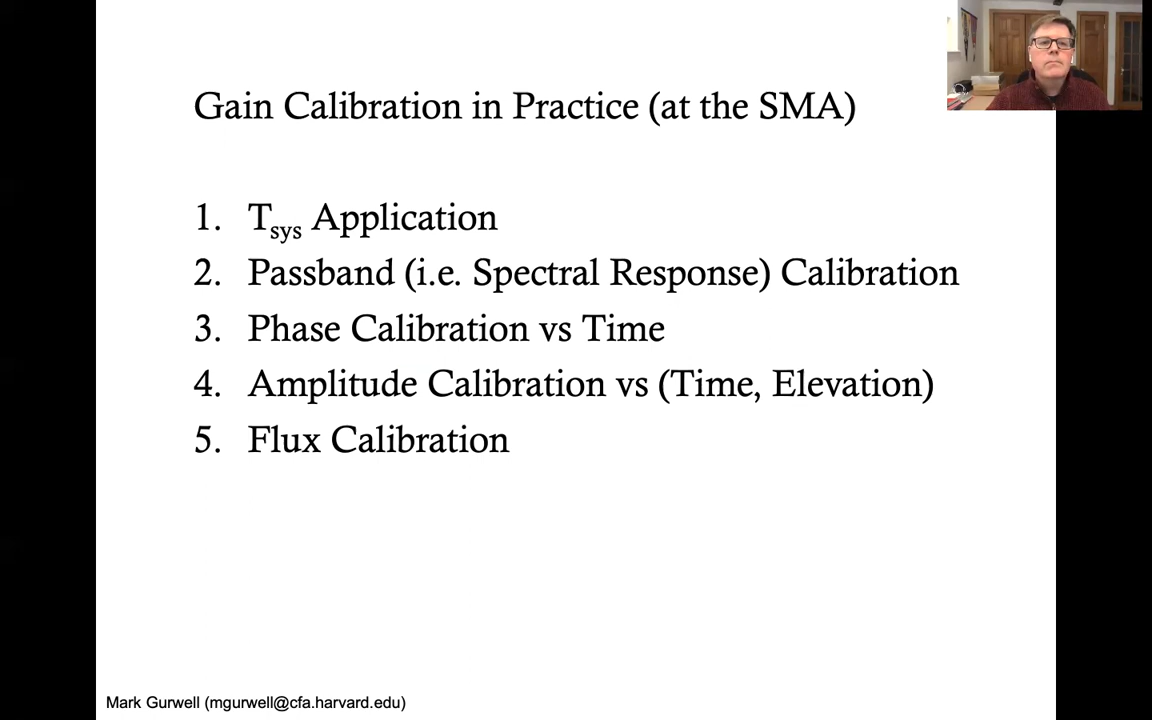 Gain Calibration in Practice (at the SMA)
1. Tsys Application
2. Passband (i.e. Spectral Response) Calibration
3. Phase Calibration vs Time
4. Amplitude Calibration vs (Time, Elevation)
5. Flux Calibration
Mark Gurwell (mgurwell@cfa.harvard.edu)